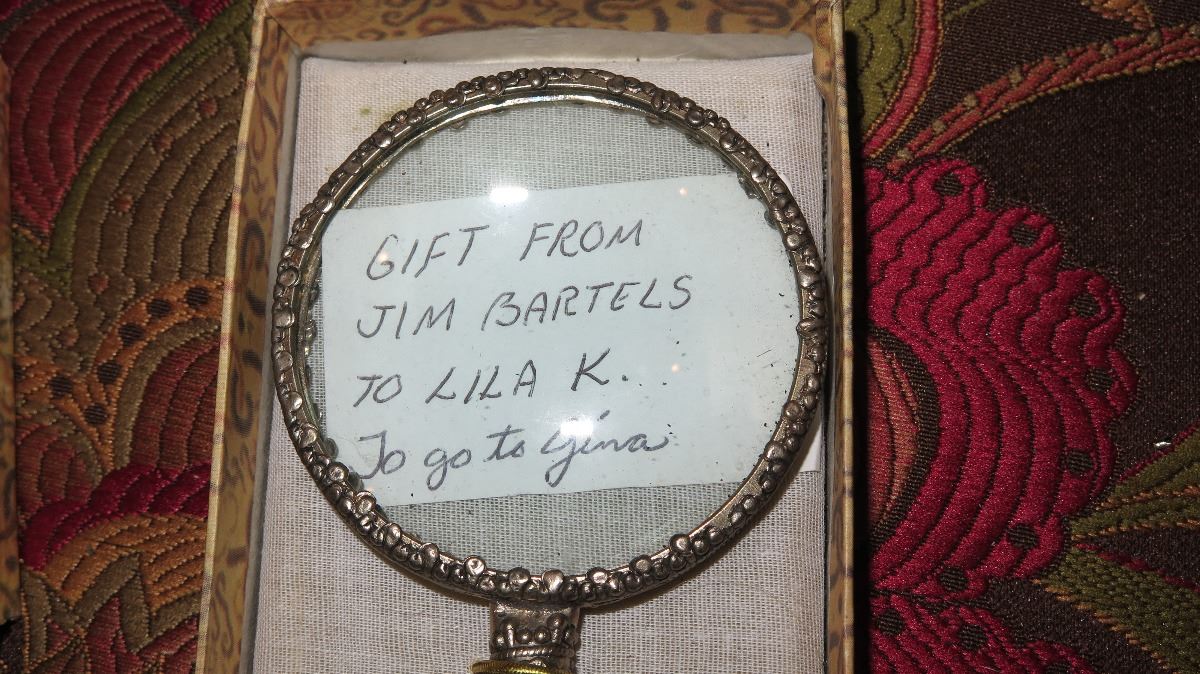 GIFT FROM
JIM BARTELS
TO LILA K.
To go to Gina